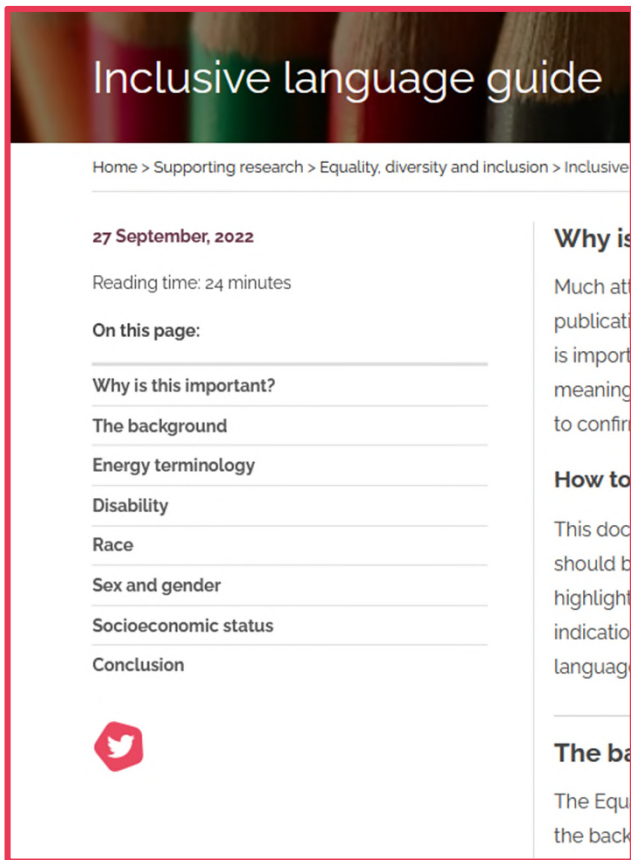 Inclusive language guide
Home > Supporting research > Equality, diversity and inclusion > Inclusive
27 September, 2022
Reading time: 24 minutes
On this page:
Why is this important?
The background
Energy terminology
Disability
Race
Sex and gender
Socioeconomic status
Conclusion
Why is
Much att
publicati
is import
meaning
to confir
How to
This doc
should b
highlight
indicatio
languag
The ba
The Equ
the back